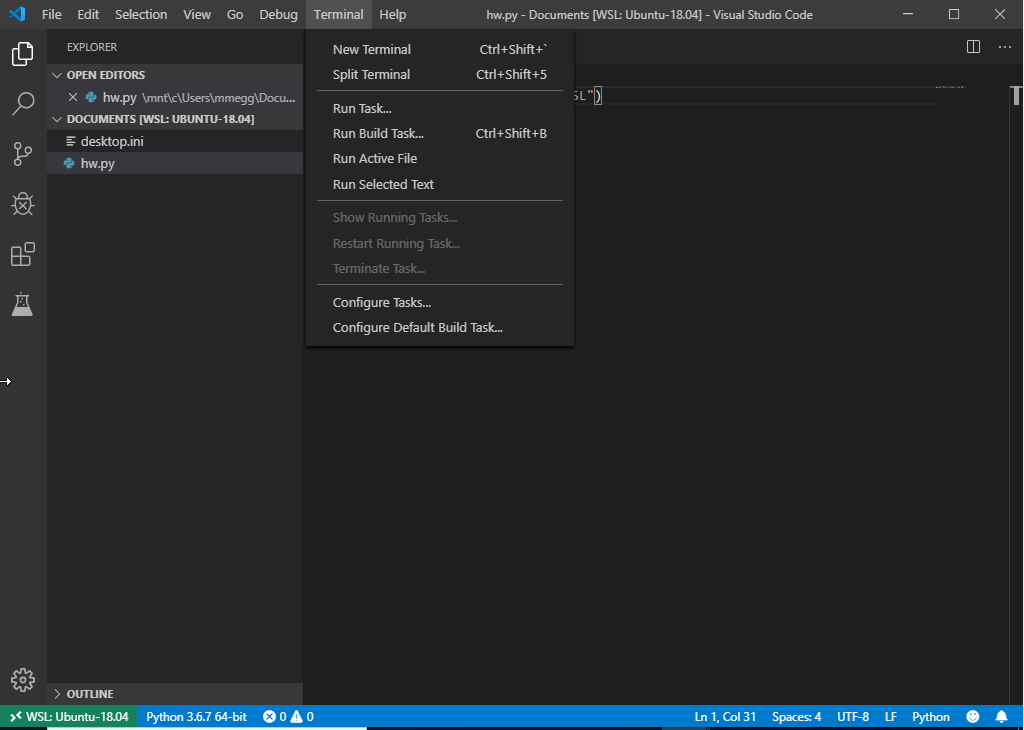 File Edit Selection View Go Debug Terminal Help hw.py - Documents [WSL: Ubuntu-18.04] - Visual Studio Code
EXPLORER
OPEN EDITORS
hw.py \mnt\c\Users\mmegg\Docu...
DOCUMENTS [WSL: UBUNTU-18.04]
desktop.ini
hw.py
OUTLINE
New Terminal Ctrl+Shift+`
Split Terminal Ctrl+Shift+5
Run Task...
Run Build Task... Ctrl+Shift+B
Run Active File
Run Selected Text
Show Running Tasks...
Restart Running Task...
Terminate Task...
Configure Tasks...
Configure Default Build Task...
SL")
WSL: Ubuntu-18.04 Python 3.6.7 64-bit 0 0 Ln 1, Col 31 Spaces: 4 UTF-8 LF Python